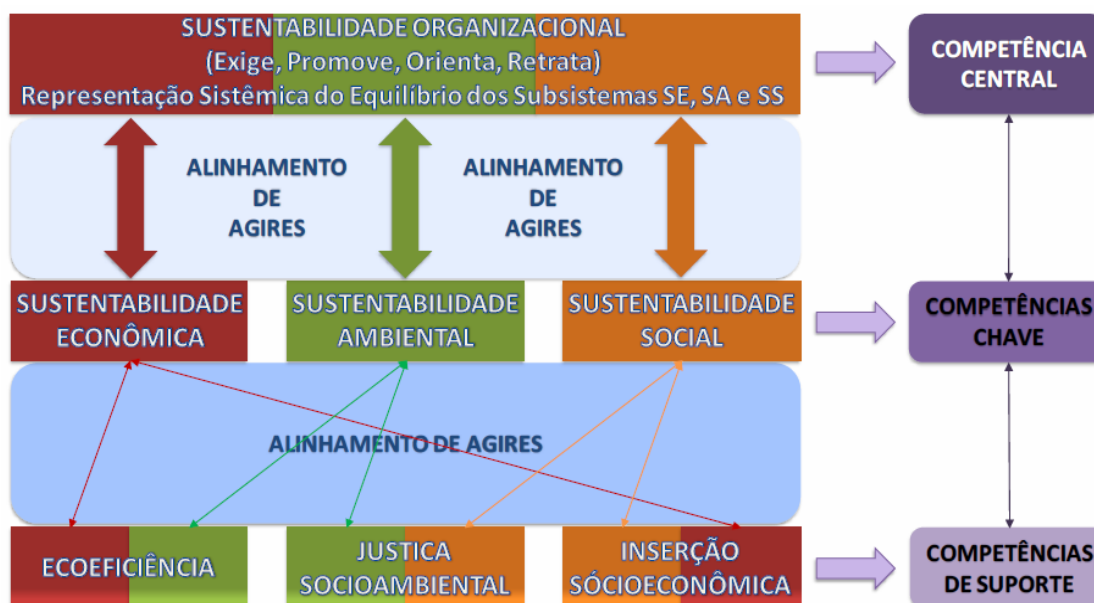 SUSTENTABILIDADE ORGANIZACIONAL
(Exige, Promove, Orienta, Retrata)
Representação Sistêmica do Equilíbrio dos Subsistemas SE, SA e SS
COMPETÊNCIA
CENTRAL
ALINHAMENTO
DE
AGIRES
ALINHAMENTO
DE
AGIRES
SUSTENTABILIDADE
ECONÔMICA
SUSTENTABILIDADE
AMBIENTAL
SUSTENTABILIDADE
SOCIAL
COMPETÊNCIAS
CHAVE
ALINHAMENTO DE AGIRES
ECOEFICIÊNCIA
JUSTICA
SOCIOAMBIENTAL
INSERÇÃO
SÓCIOECONÔMICA
COMPETÊNCIAS
DE SUPORTE